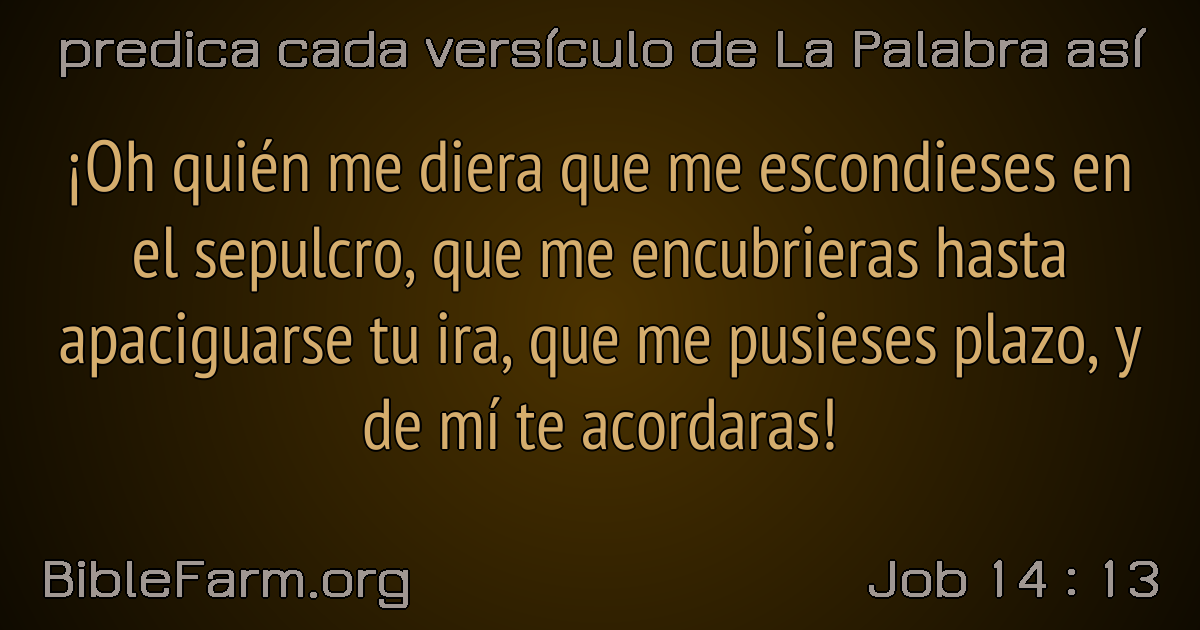 predica cada versículo de La Palabra así
¡Oh quién me diera que me escondieses en
el sepulcro, que me encubrieras hasta
apaciguarse tu ira, que me pusieses plazo, y
de mí te acordaras!
BibleFarm.org
Job 14 : 13